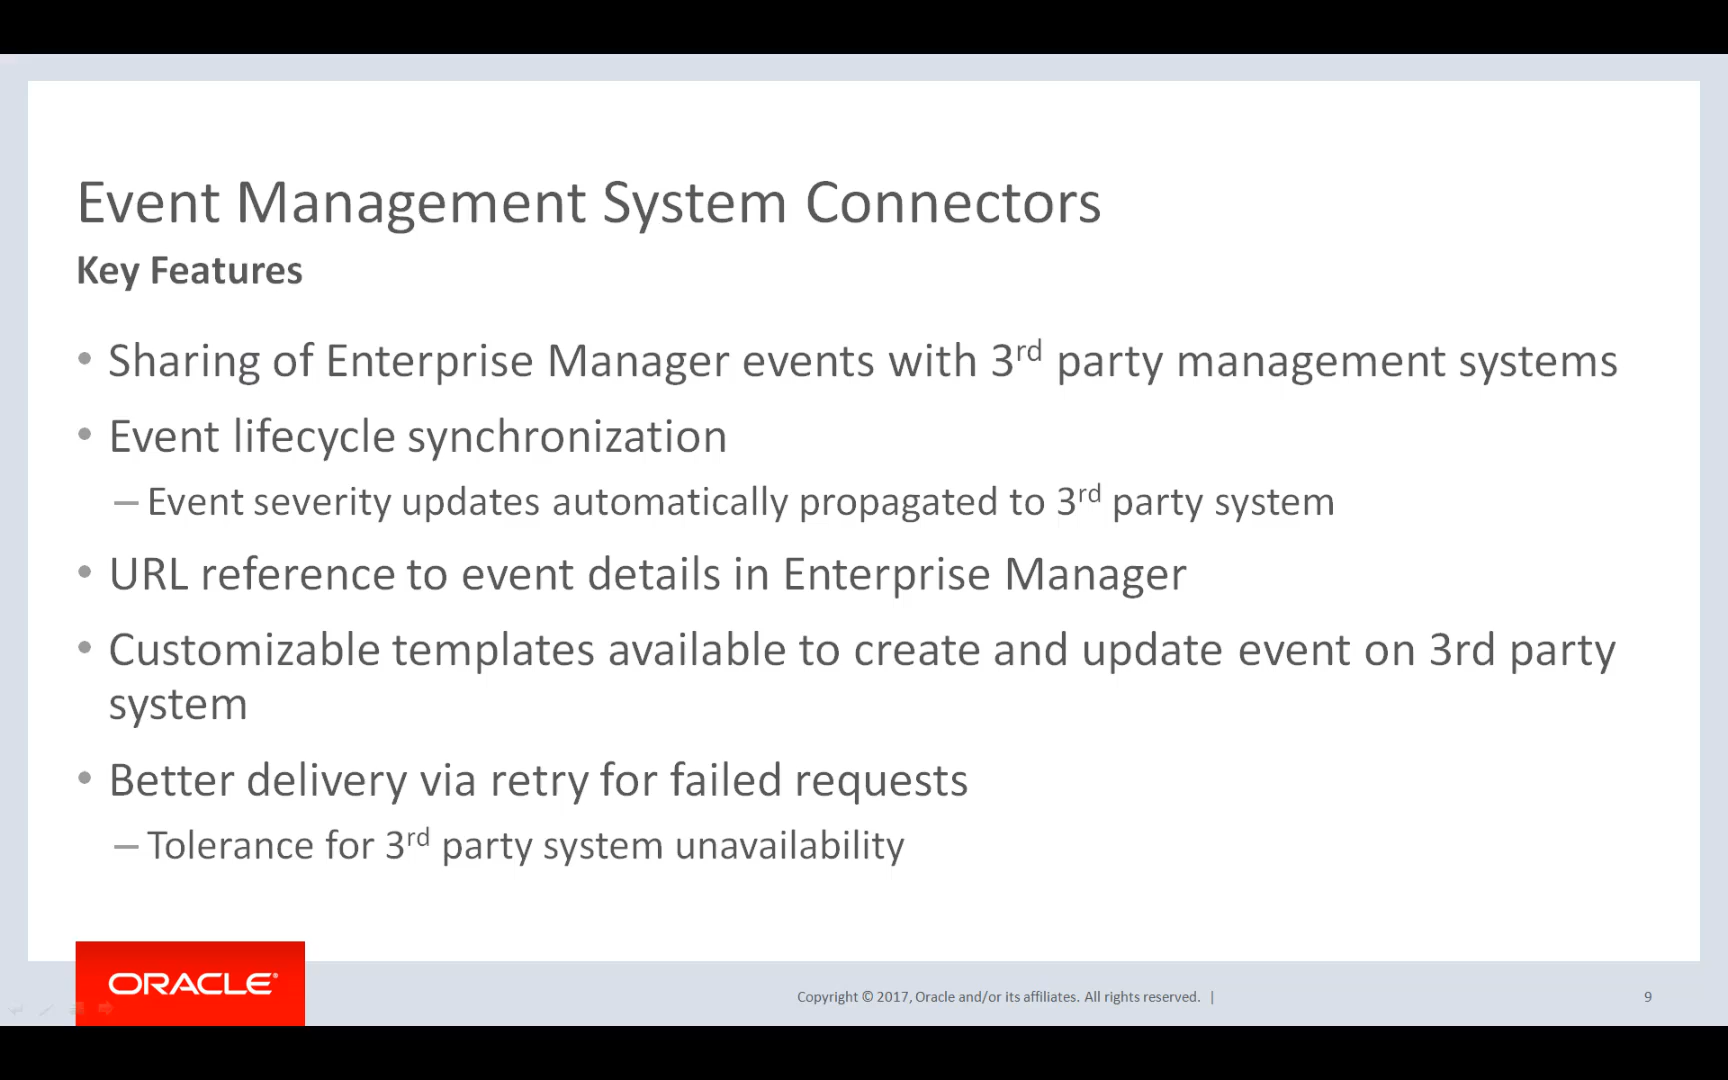 Event Management System Connectors
Key Features
• Sharing of Enterprise Manager events with 3rd party management systems
• Event lifecycle synchronization
– Event severity updates automatically propagated to 3rd party system
• URL reference to event details in Enterprise Manager
• Customizable templates available to create and update event on 3rd party
system
• Better delivery via retry for failed requests
– Tolerance for 3rd party system unavailability
ORACLE®
Copyright © 2017, Oracle and/or its affiliates. All rights reserved. |
9